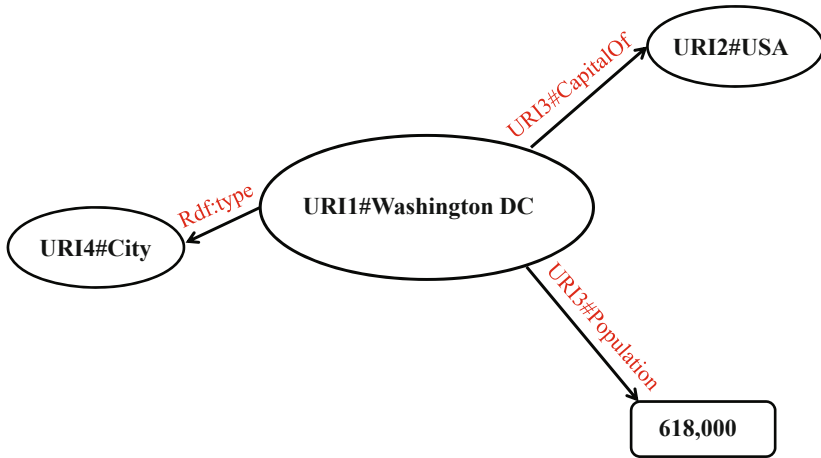 URI2#USA
URI3#CapitalOf
Rdf:type
URI1#Washington DC
URI4#City
URI3#Population
618,000